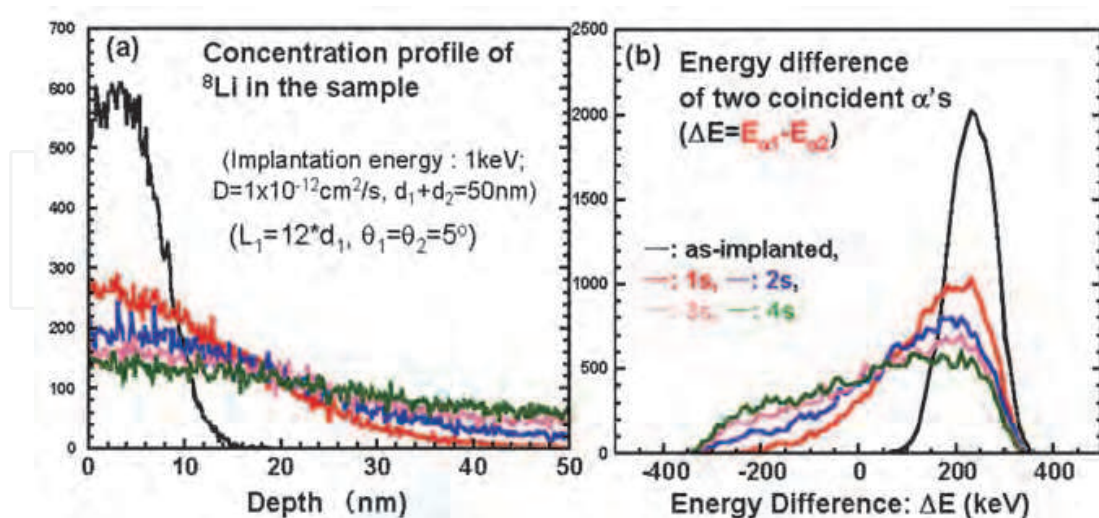 700
600
500
400
300
200
100
0
(a)
Concentration profile of
⁸Li in the sample
(Implantation energy : 1keV;
D=1x10⁻¹²cm²/s, d₁+d₂=50nm)
(L₁=12*d₁, θ₁=θ₂=5°)
0 10 20 30 40 50
Depth (nm)
2500
2000
1500
1000
500
0
(b)
Energy difference
of two coincident α's
(ΔE=Eα1-Eα2)
—: as-implanted,
—: 1s, —: 2s,
—: 3s, —: 4s
-400 -200 0 200 400
Energy Difference: ΔE (keV)